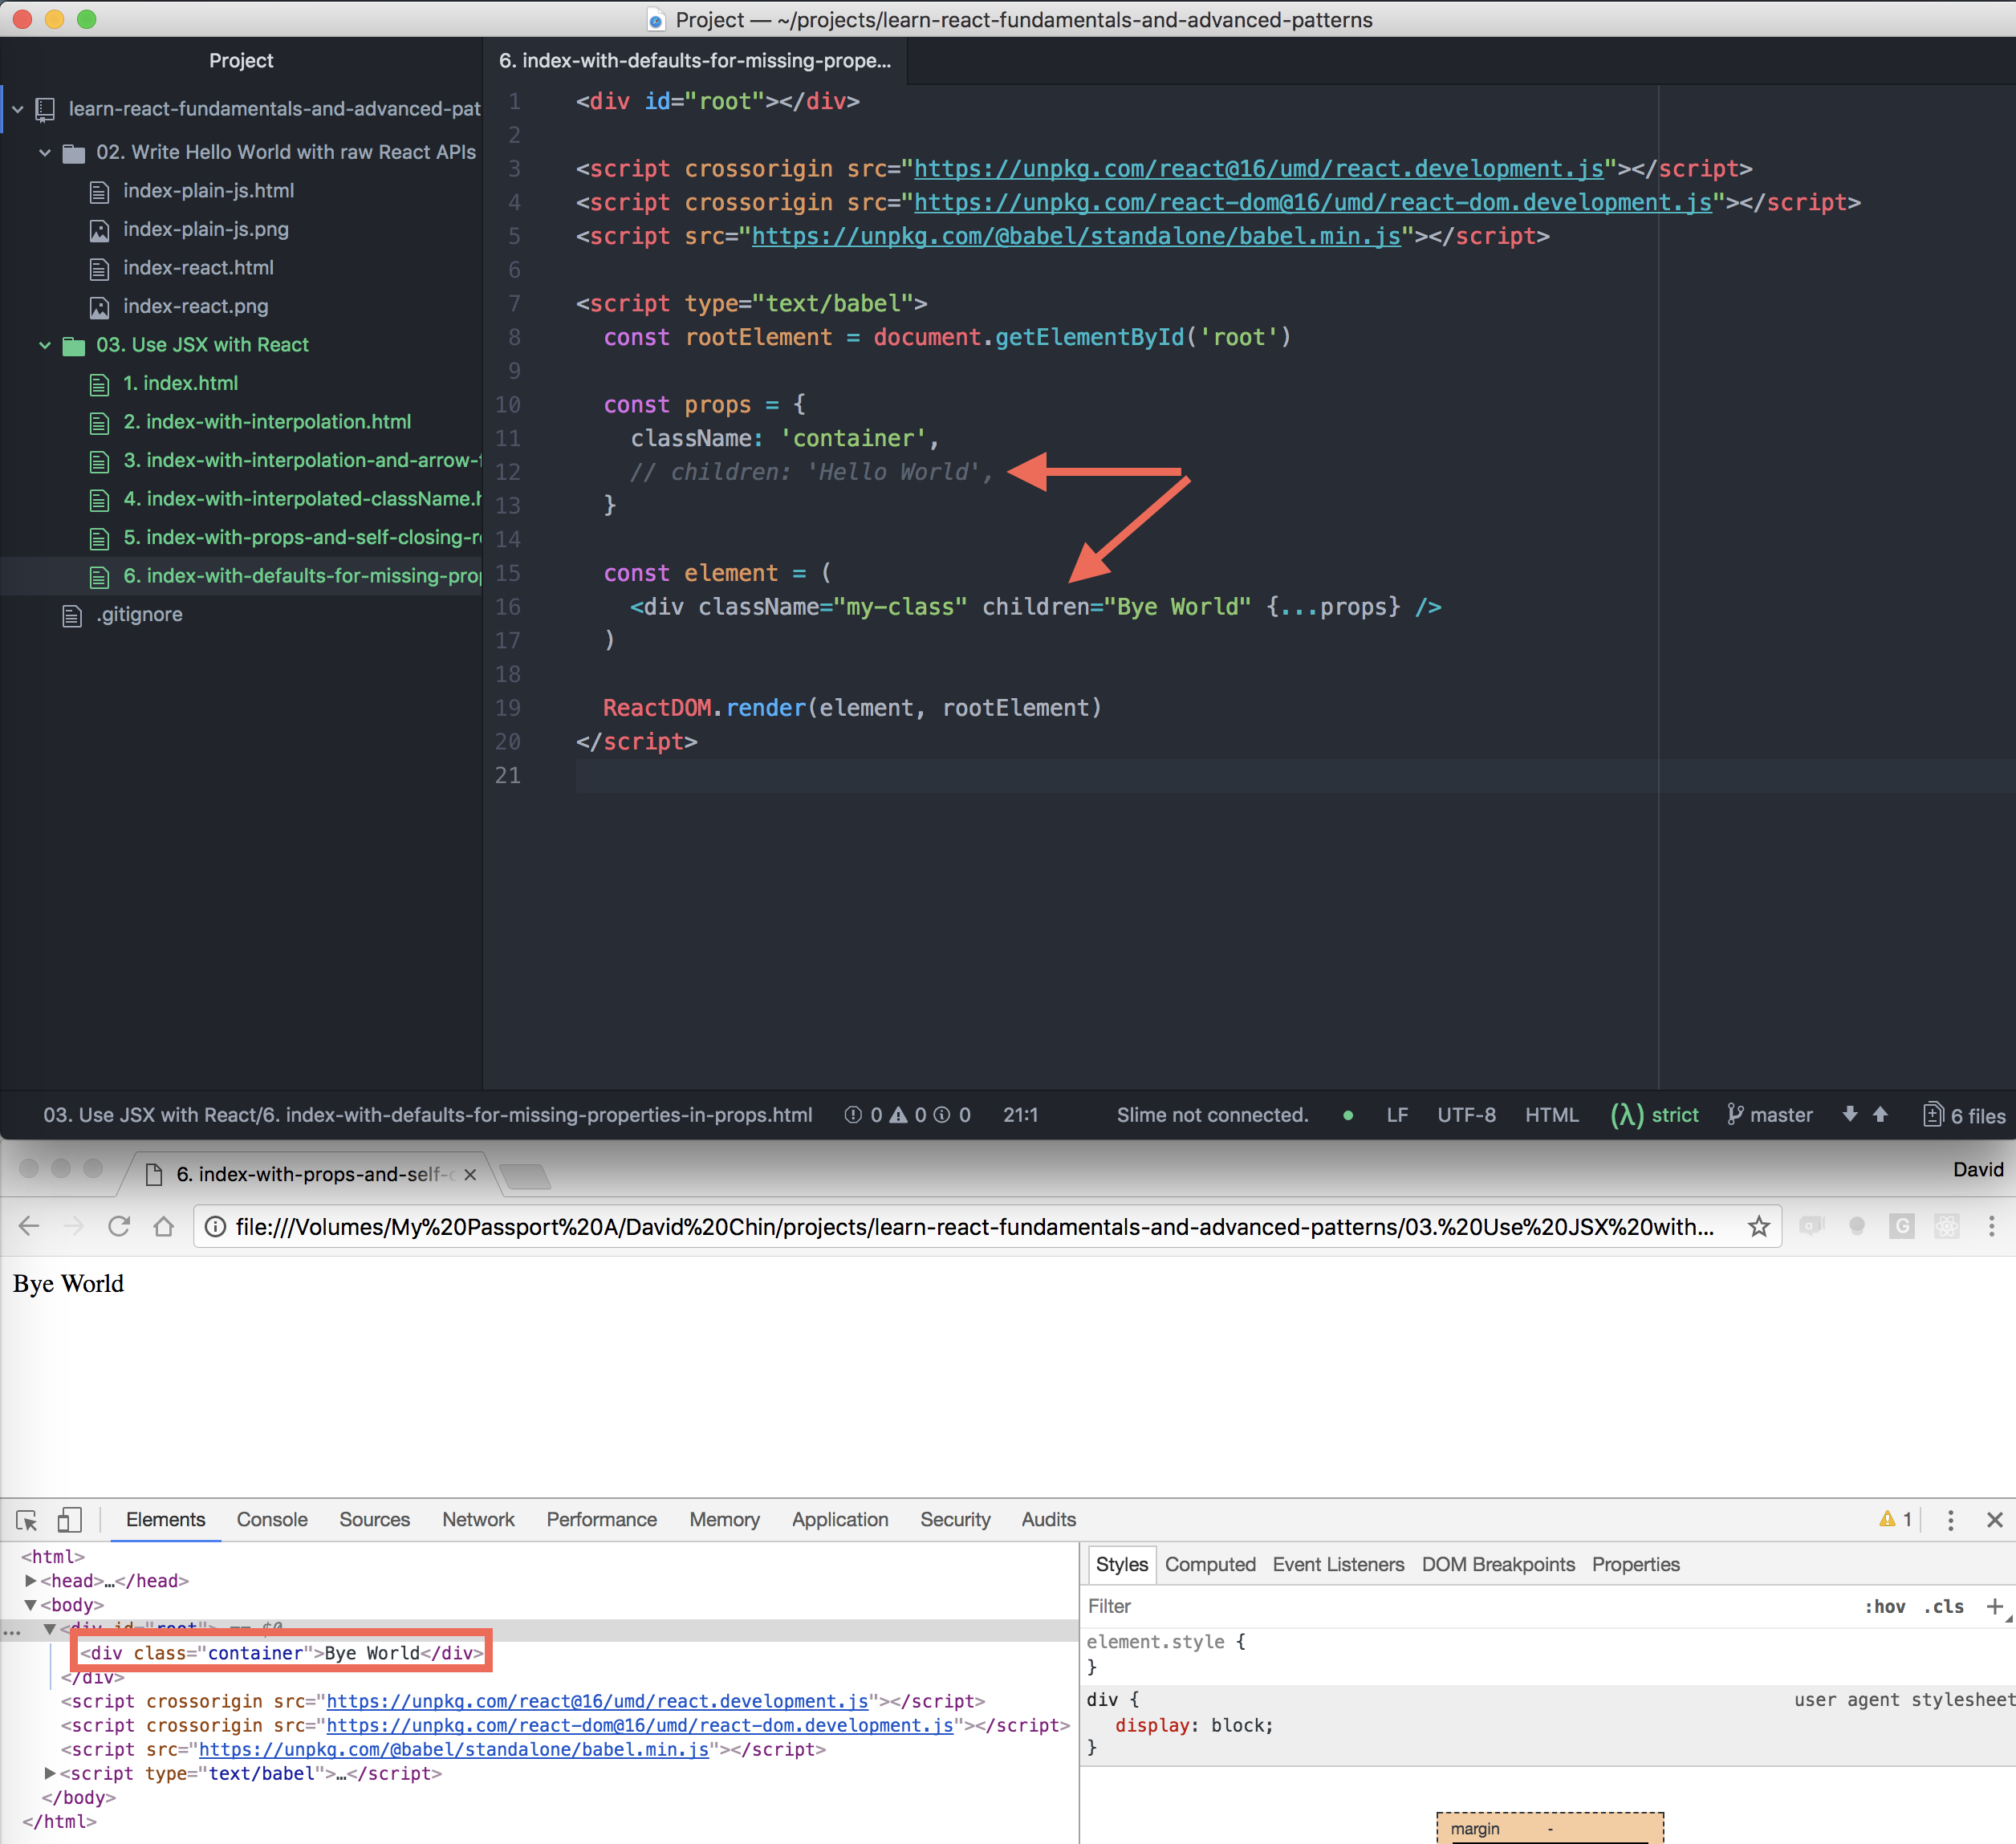 Project — ~/projects/learn-react-fundamentals-and-advanced-patterns
Project
learn-react-fundamentals-and-advanced-pat
02. Write Hello World with raw React APIs
index-plain-js.html
index-plain-js.png
index-react.html
index-react.png
03. Use JSX with React
1. index.html
2. index-with-interpolation.html
3. index-with-interpolation-and-arrow-f
4. index-with-interpolated-className.h
5. index-with-props-and-self-closing-re
6. index-with-defaults-for-missing-prop
.gitignore
6. index-with-defaults-for-missing-prope...
1 <div id="root"></div>
2
3 <script crossorigin src="https://unpkg.com/react@16/umd/react.development.js"></script>
4 <script crossorigin src="https://unpkg.com/react-dom@16/umd/react-dom.development.js"></script>
5 <script src="https://unpkg.com/@babel/standalone/babel.min.js"></script>
6
7 <script type="text/babel">
8 const rootElement = document.getElementById('root')
9
10 const props = {
11 className: 'container',
12 // children: 'Hello World',
13 }
14
15 const element = (
16 <div className="my-class" children="Bye World" {...props} />
17 )
18
19 ReactDOM.render(element, rootElement)
20 </script>
21
03. Use JSX with React/6. index-with-defaults-for-missing-properties-in-props.html 0 0 0 21:1 Slime not connected. LF UTF-8 HTML (λ) strict master 6 files
6. index-with-props-and-self-
David
file:///Volumes/My%20Passport%20A/David%20Chin/projects/learn-react-fundamentals-and-advanced-patterns/03.%20Use%20JSX%20with...
G
Bye World
Elements Console Sources Network Performance Memory Application Security Audits 1
<html>
<head>…</head>
<body>
<div id="root"> == $0
<div class="container">Bye World</div>
</div>
<script crossorigin src="https://unpkg.com/react@16/umd/react.development.js"></script>
<script crossorigin src="https://unpkg.com/react-dom@16/umd/react-dom.development.js"></script>
<script src="https://unpkg.com/@babel/standalone/babel.min.js"></script>
<script type="text/babel">…</script>
</body>
</html>
Styles Computed Event Listeners DOM Breakpoints Properties
Filter :hov .cls +
element.style {
}
div { user agent stylesheet
display: block;
}
margin -